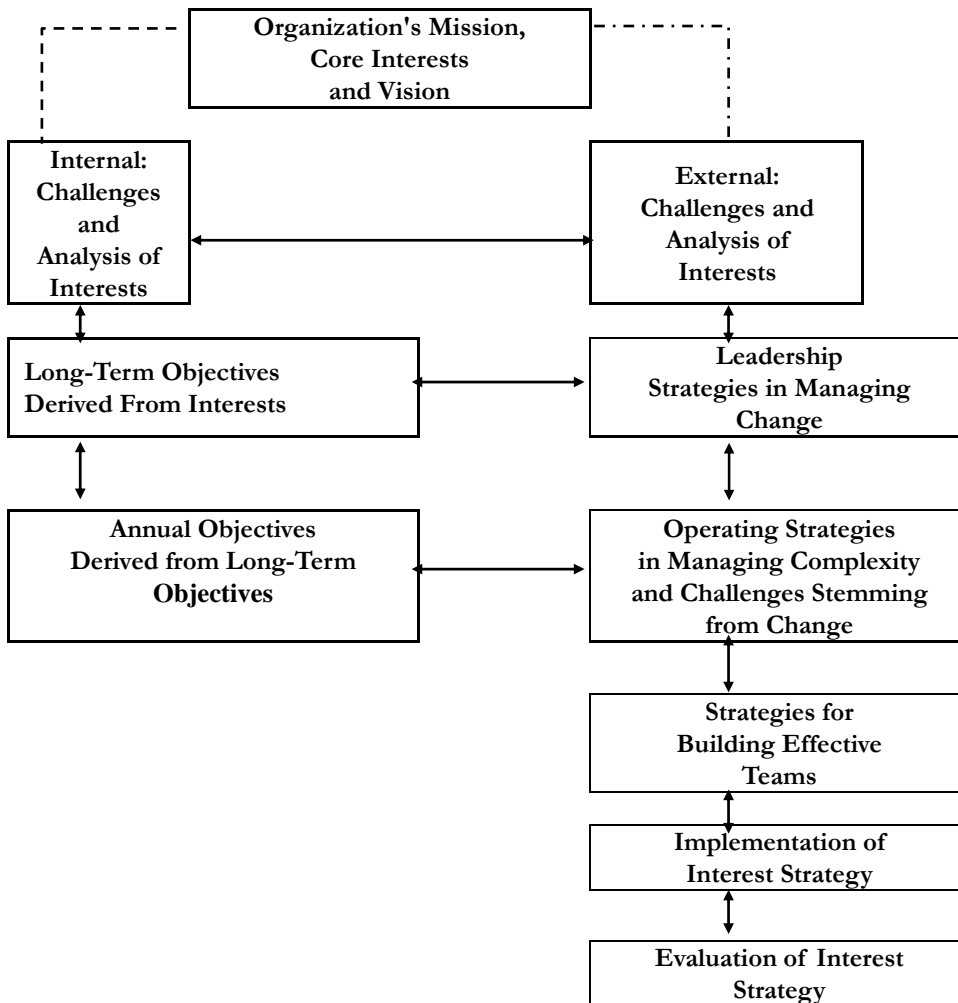 Organization's Mission,
Core Interests
and Vision
Internal:
Challenges
and
Analysis of
Interests
External:
Challenges and
Analysis of
Interests
Long-Term Objectives
Derived From Interests
Leadership
Strategies in Managing
Change
Annual Objectives
Derived from Long-Term
Objectives
Operating Strategies
in Managing Complexity
and Challenges Stemming
from Change
Strategies for
Building Effective
Teams
Implementation of
Interest Strategy
Evaluation of Interest
Strategy